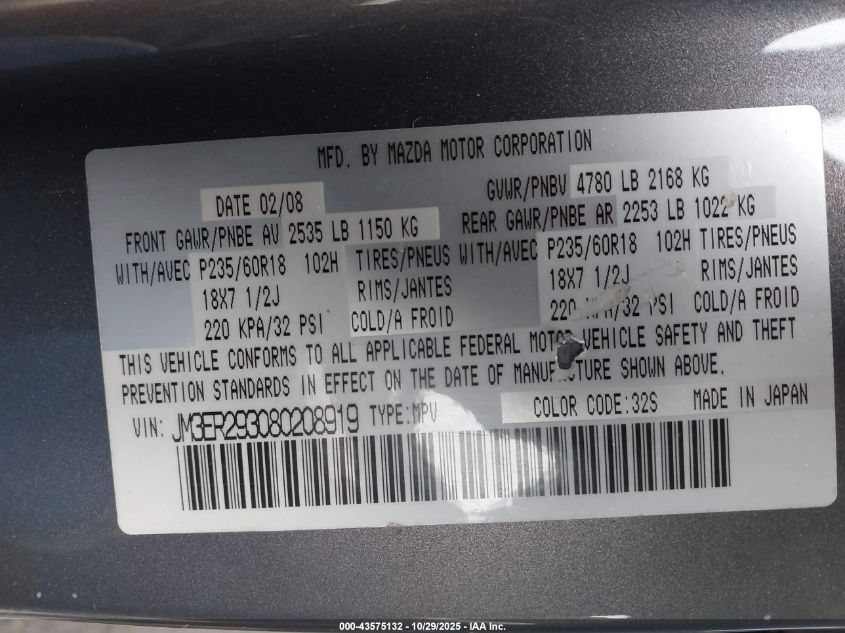 MFD. BY MAZDA MOTOR CORPORATION
DATE 02/08 GVWR/PNBV 4780 LB 2168 KG
FRONT GAWR/PNBE AV 2535 LB 1150 KG REAR GAWR/PNBE AR 2253 LB 1022 KG
WITH/AVEC P235/60R18 102H TIRES/PNEUS WITH/AVEC P235/60R18 102H TIRES/PNEUS
18X7 1/2J RIMS/JANTES 18X7 1/2J RIMS/JANTES
220 KPA/32 PSI COLD/A FROID 220 KPA/32 PSI COLD/A FROID
THIS VEHICLE CONFORMS TO ALL APPLICABLE FEDERAL MOTOR VEHICLE SAFETY AND THEFT
PREVENTION STANDARDS IN EFFECT ON THE DATE OF MANUFACTURE SHOWN ABOVE.
VIN: JM3ER293080208919 TYPE:MPV COLOR CODE:32S MADE IN JAPAN
000-43575132 - 10/29/2025 - IAA Inc.